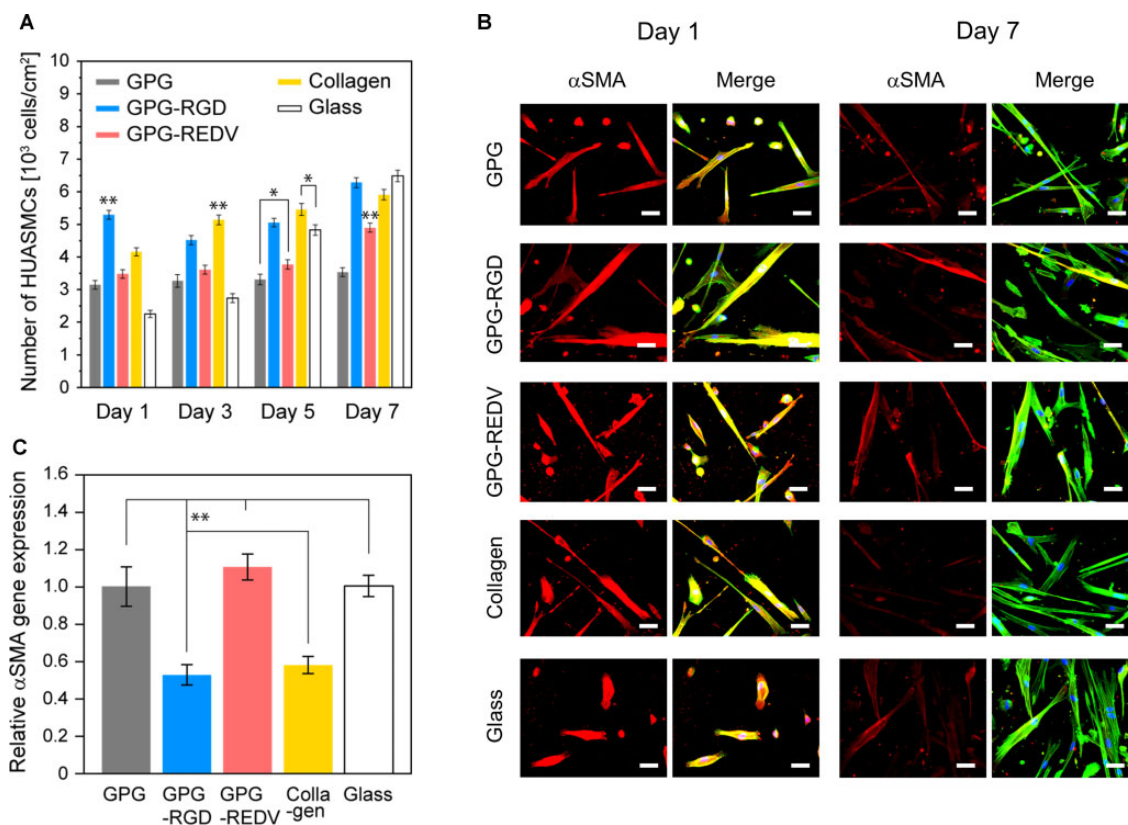 A
Number of HUASMCs [10³ cells/cm²]
10
9
8
7
6
5
4
3
2
1
0
GPG
GPG-RGD
GPG-REDV
Collagen
Glass
**
**
*
*
**
Day 1 Day 3 Day 5 Day 7
B
Day 1 Day 7
αSMA Merge αSMA Merge
GPG
GPG-RGD
GPG-REDV
Collagen
Glass
C
Relative αSMA gene expression
1.6
1.4
1.2
1.0
0.8
0.6
0.4
0.2
0
**
GPG GPG GPG Colla Glass
-RGD -REDV -gen